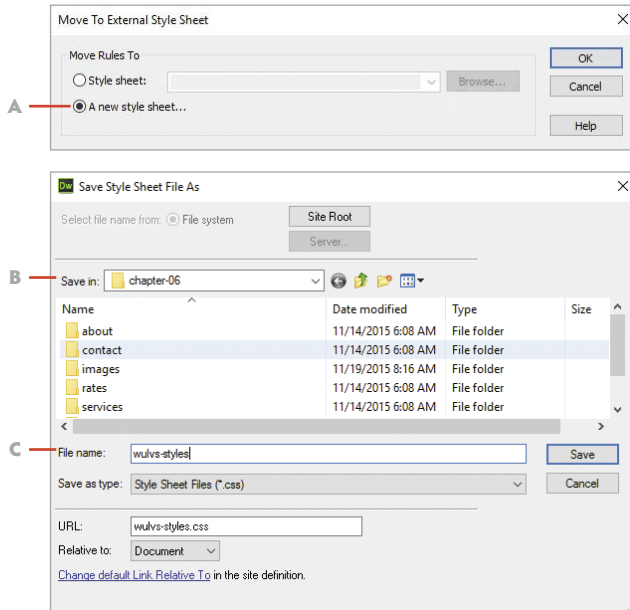 Move To External Style Sheet
Move Rules To
Style sheet:
Browse...
OK
Cancel
A
A new style sheet...
Help
Dw Save Style Sheet File As
Select file name from: File system
Site Root
Server...
B
Save in: chapter-06
Name Date modified Type Size
about 11/14/2015 6:08 AM File folder
contact 11/14/2015 6:08 AM File folder
images 11/19/2015 8:16 AM File folder
rates 11/14/2015 6:08 AM File folder
services 11/14/2015 6:08 AM File folder
C
File name: wulvs-styles Save
Save as type: Style Sheet Files (*.css) Cancel
URL: wulvs-styles.css
Relative to: Document
Change default Link Relative To in the site definition.